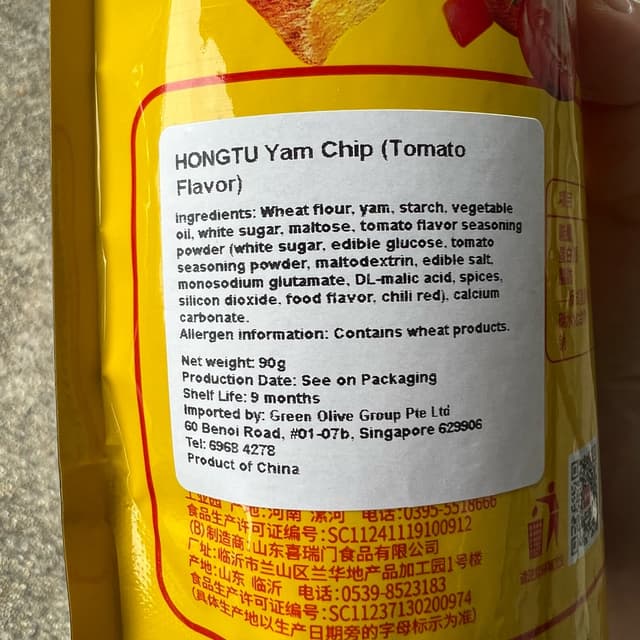 HONGTU Yam Chip (Tomato
Flavor)
Ingredients: Wheat flour, yam, starch, vegetable
oil, white sugar, maltose, tomato flavor seasoning
powder (white sugar, edible glucose, tomato
seasoning powder, maltodextrin, edible salt,
monosodium glutamate, DL-malic acid, spices,
silicon dioxide, food flavor, chili red), calcium
carbonate.
Allergen information: Contains wheat products.
Net weight: 90g
Production Date: See on Packaging
Shelf Life: 9 months
Imported by: Green Olive Group Pte Ltd
60 Benoi Road, #01-07b, Singapore 629906
Tel: 6968 4278
Product of China
工业园 产地:河南 漯河 电话:0395-5518666
食品生产许可证编号:SC11241119100912
(B)制造商:山东喜瑞门食品有限公司
厂址:临沂市兰山区兰华地产品加工园1号楼
产地:山东 临沂 电话:0539-8523183
食品生产许可证编号:SC11237130200974
(具体生产地以生产日期旁的字母标示为准)